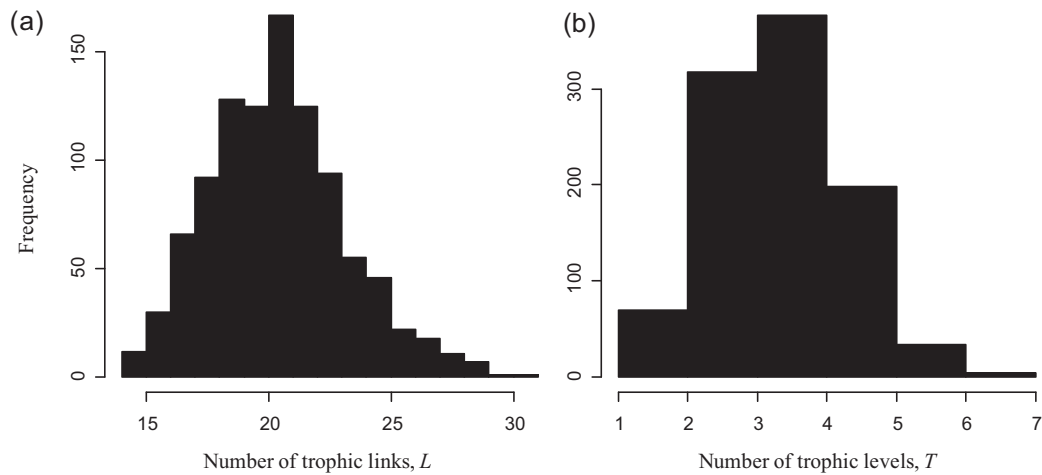 (a)
Frequency
150
100
50
0
15 20 25 30
Number of trophic links, L
(b)
300
200
100
0
1 2 3 4 5 6 7
Number of trophic levels, T